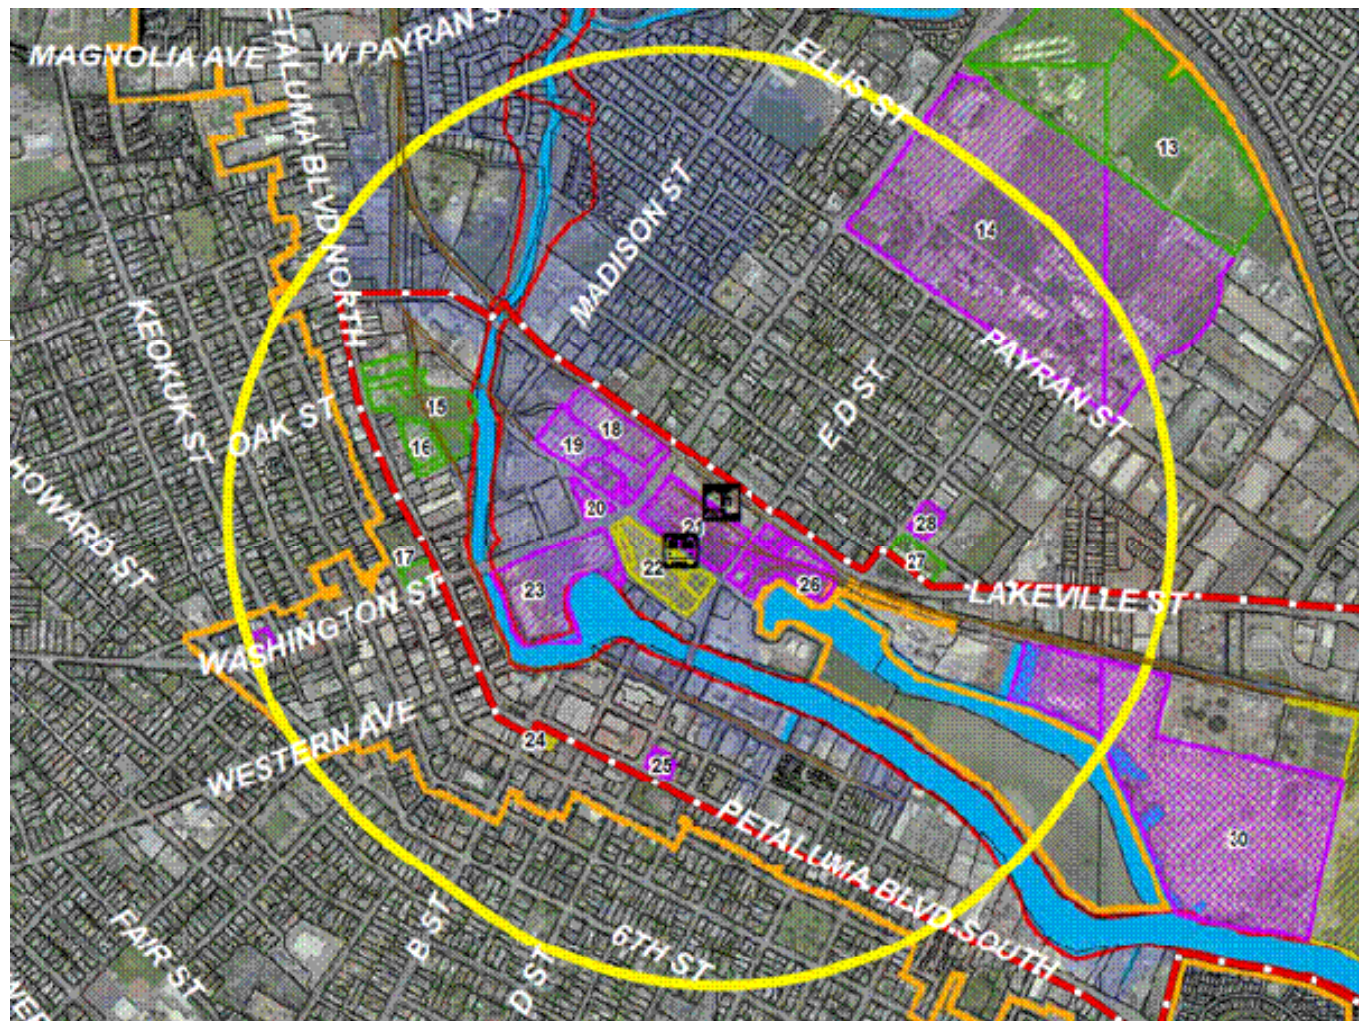 MAGNOLIA AVE
W PAYRAN S
ETALUMA BLVD NORTH
ELLIS ST
13
MADISON ST
14
KEOKUK ST
PAYRAN ST
OAK ST
15
16
18
19
E D ST
HOWARD ST
20
21
28
27
17
22
23
26
LAKEVILLE ST
WASHINGTON ST
WESTERN AVE
24
25
PETALUMA BLVD SOUTH
30
FAIR ST
B ST
D ST
6TH ST